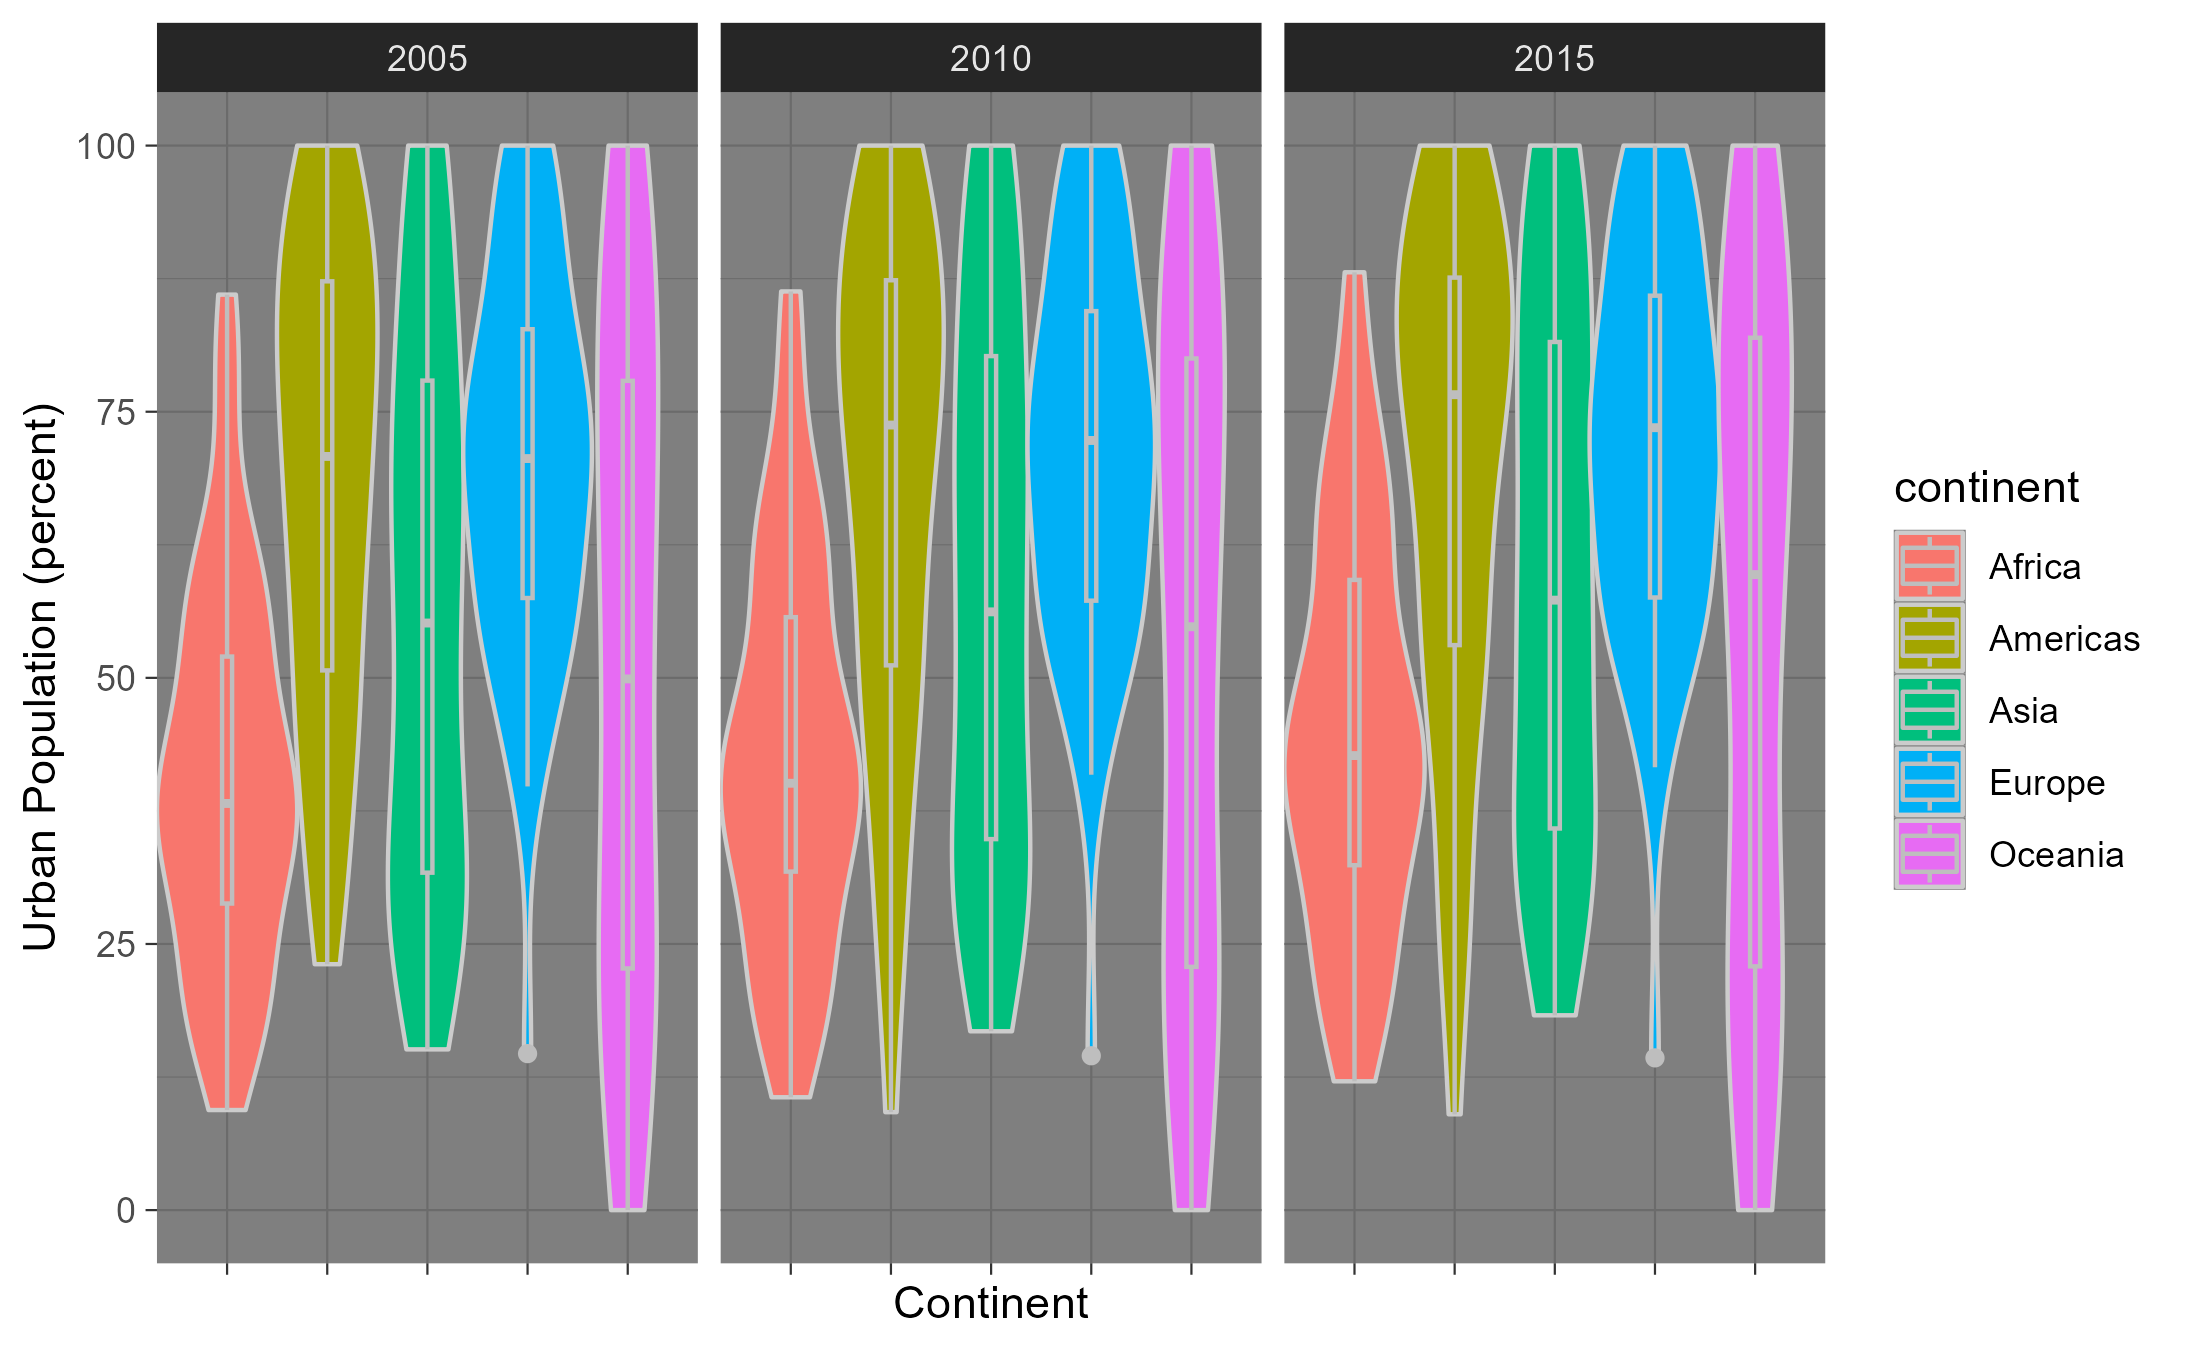 2005
2010
2015
Urban Population (percent)
100
75
50
25
0
Continent
continent
Africa
Americas
Asia
Europe
Oceania